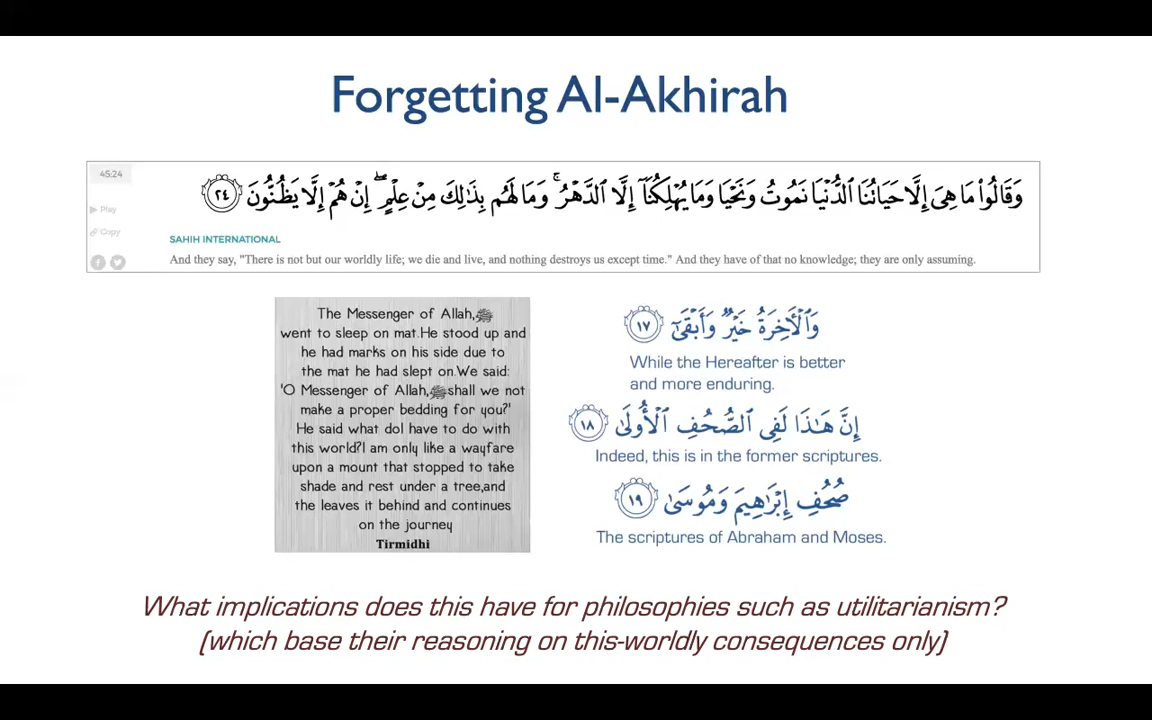 Forgetting Al-Akhirah
45:24
وَقَالُوا۟ مَا هِىَ إِلَّا حَيَاتُنَا ٱلدُّنْيَا نَمُوتُ وَنَحْيَا وَمَا يُهْلِكُنَآ إِلَّا ٱلدَّهْرُ ۚ وَمَا لَهُم بِذَٰلِكَ مِنْ عِلْمٍ ۖ إِنْ هُمْ إِلَّا يَظُنُّونَ ٢٤
Play
Copy
SAHIH INTERNATIONAL
And they say, "There is not but our worldly life; we die and live, and nothing destroys us except time." And they have of that no knowledge; they are only assuming.
The Messenger of Allah,ﷺ
went to sleep on mat.He stood up and
he had marks on his side due to
the mat he had slept on.We said:
'O Messenger of Allah,ﷺshall we not
make a proper bedding for you?'
He said what doI have to do with
this world?I am only like a wayfare
upon a mount that stopped to take
shade and rest under a tree,and
the leaves it behind and continues
on the journey
Tirmidhi
وَٱلْـَٔاخِرَةُ خَيْرٌ وَأَبْقَىٰٓ ١٧
While the Hereafter is better
and more enduring.
إِنَّ هَـٰذَا لَفِى ٱلصُّحُفِ ٱلْأُولَىٰ ١٨
Indeed, this is in the former scriptures.
صُحُفِ إِبْرَٰهِيمَ وَمُوسَىٰ ١٩
The scriptures of Abraham and Moses.
What implications does this have for philosophies such as utilitarianism?
(which base their reasoning on this-worldly consequences only)